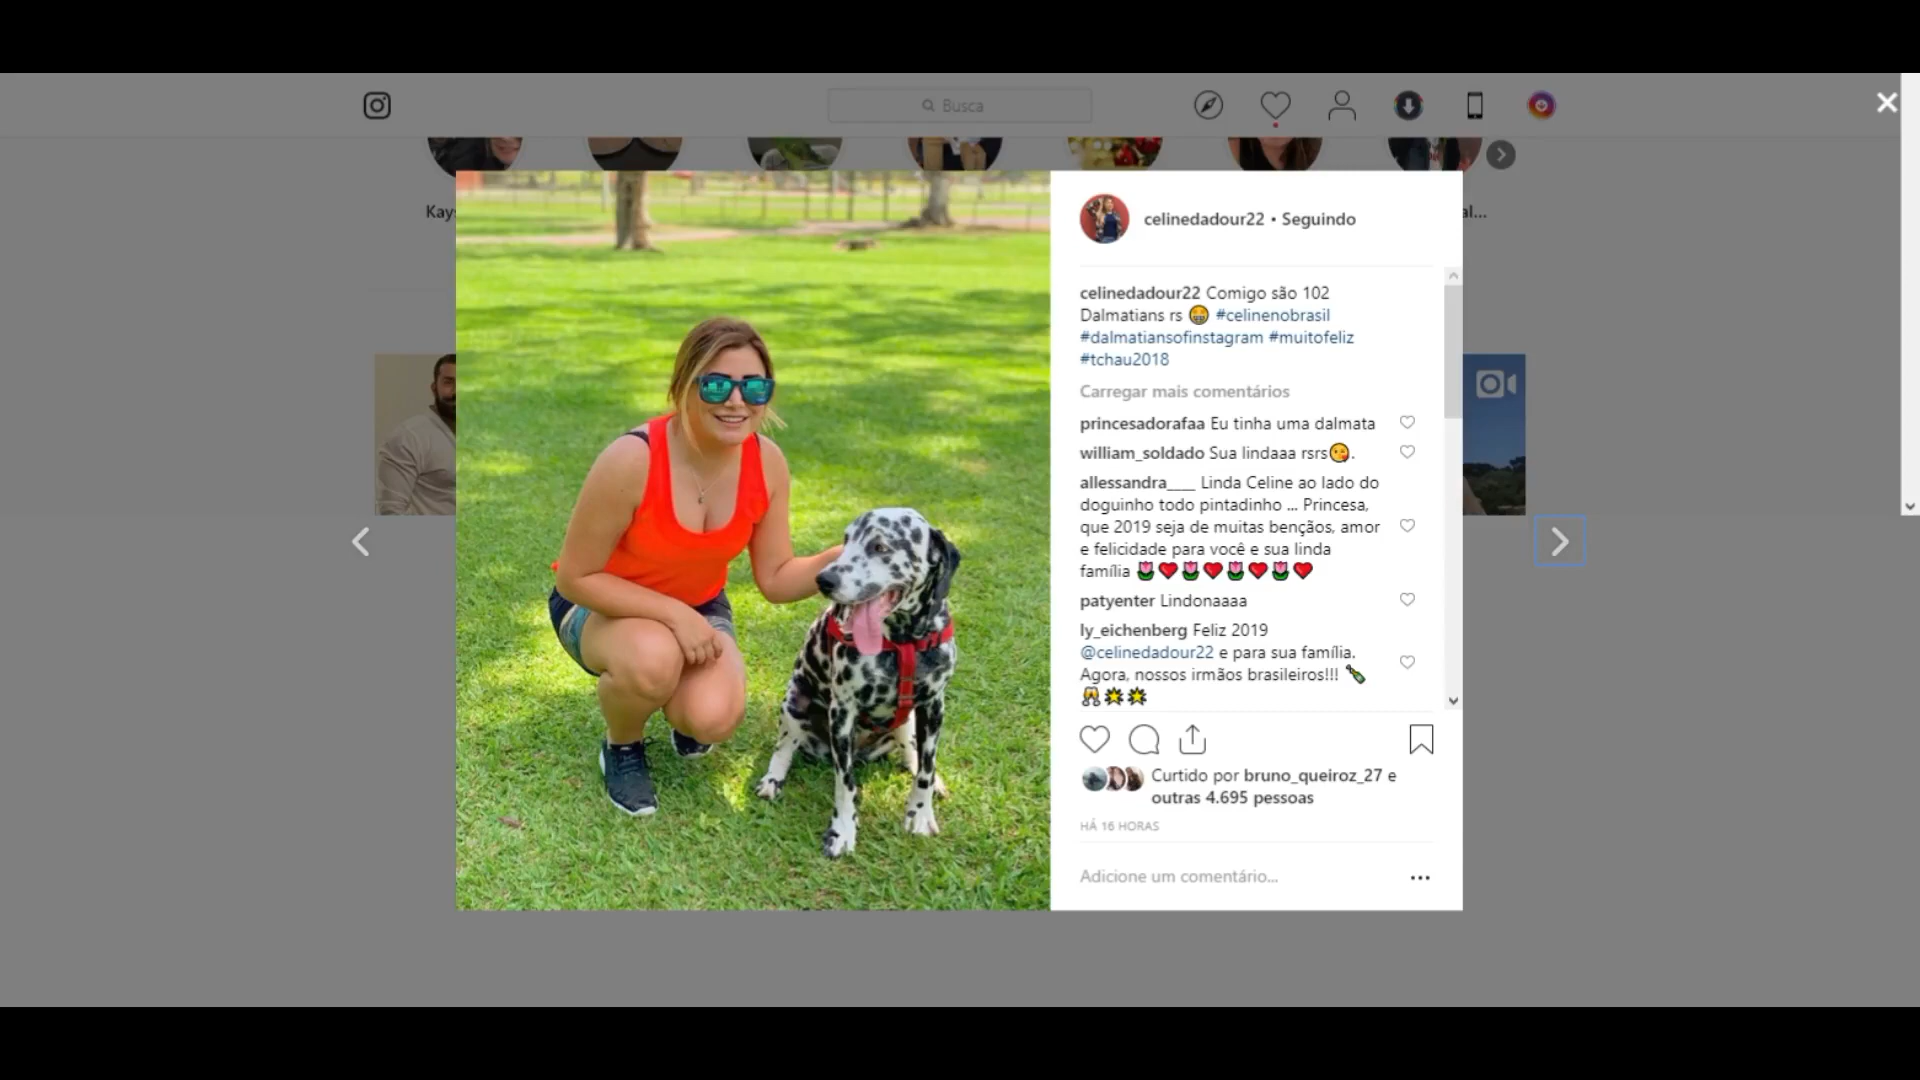 Busca
Kays
al...
celinedadour22 • Seguindo
celinedadour22 Comigo são 102
Dalmatians rs 😁 #celinenobrasil
#dalmatiansofinstagram #muitofeliz
#tchau2018
Carregar mais comentários
princesadorafaa Eu tinha uma dalmata
william_soldado Sua lindaaa rsrs😘.
allessandra____ Linda Celine ao lado do
doguinho todo pintadinho ... Princesa,
que 2019 seja de muitas bençãos, amor
e felicidade para você e sua linda
família 🌷❤️🌷❤️🌷❤️🌷❤️
patyenter Lindonaaaa
ly_eichenberg Feliz 2019
@celinedadour22 e para sua família.
Agora, nossos irmãos brasileiros!!! 🍾
🥂🌟🌟
Curtido por bruno_queiroz_27 e
outras 4.695 pessoas
HÁ 16 HORAS
Adicione um comentário...